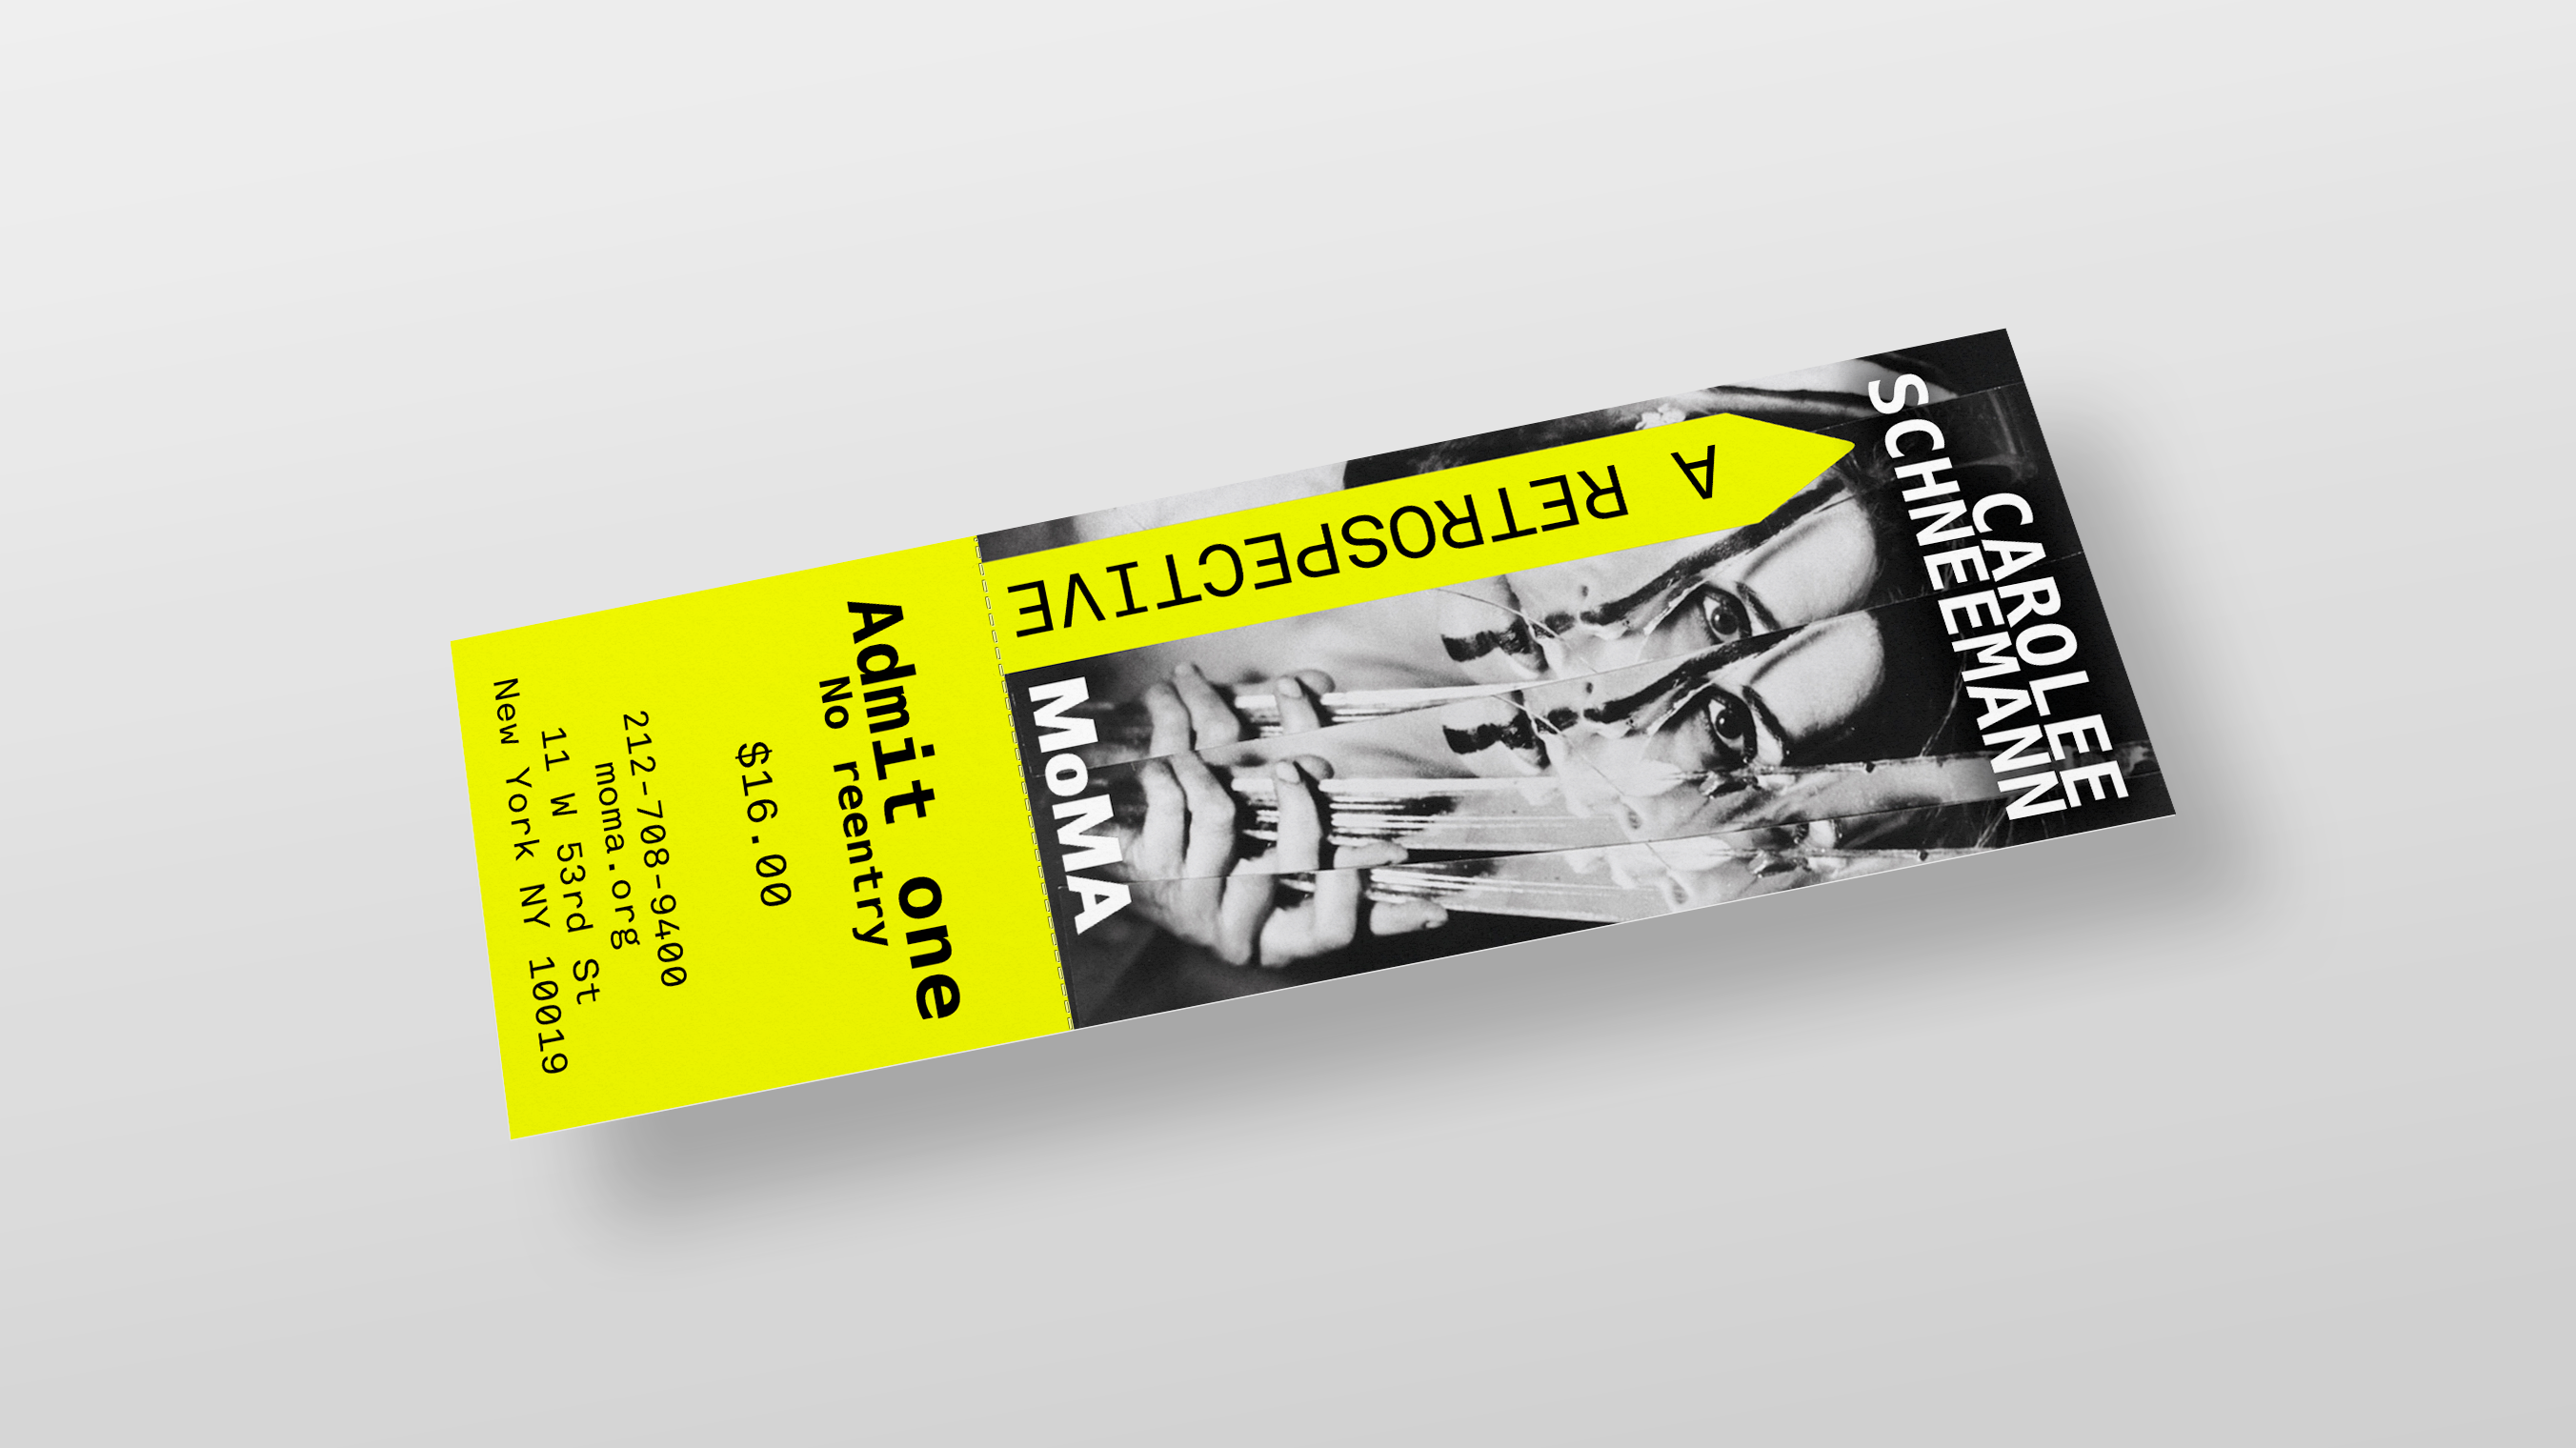 CAROLEE
SCHNEEMANN
A RETROSPECTIVE
MoMA
Admit one
No reentry
$16.00
212-708-9400
moma.org
11 W 53rd St
New York NY 10019